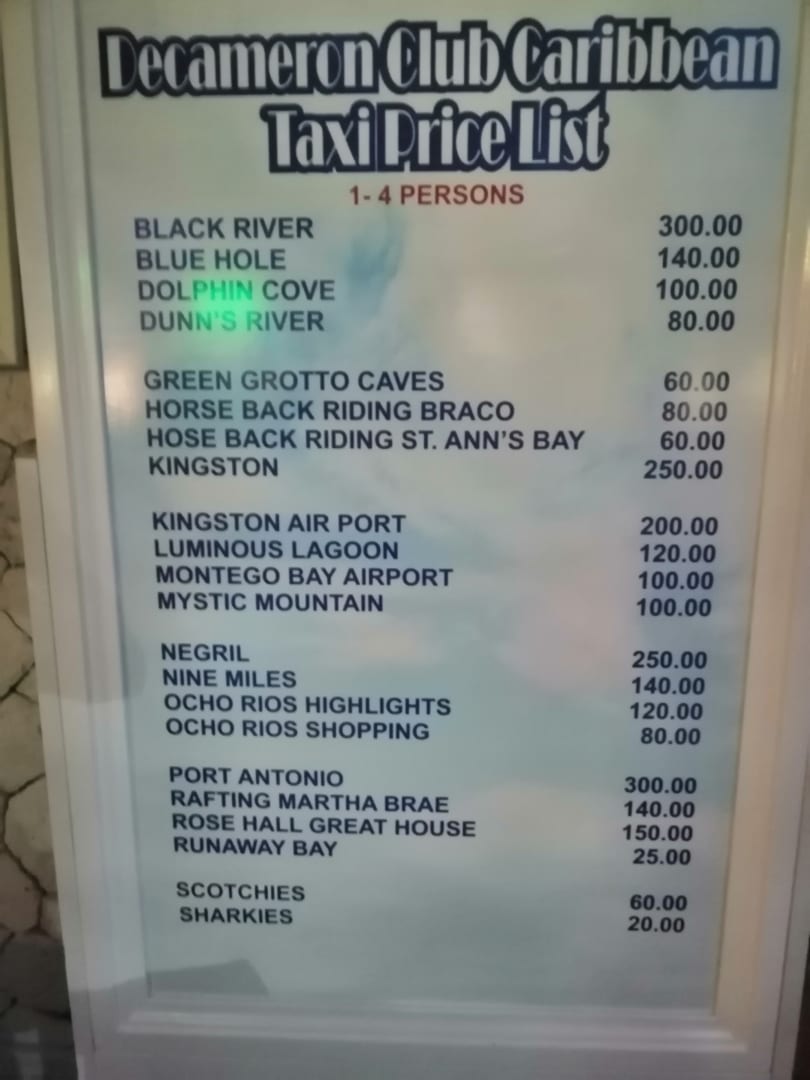 Decameron Club Caribbean
Taxi Price List
1- 4 PERSONS
BLACK RIVER 300.00
BLUE HOLE 140.00
DOLPHIN COVE 100.00
DUNN'S RIVER 80.00
GREEN GROTTO CAVES 60.00
HORSE BACK RIDING BRACO 80.00
HOSE BACK RIDING ST. ANN'S BAY 60.00
KINGSTON 250.00
KINGSTON AIR PORT 200.00
LUMINOUS LAGOON 120.00
MONTEGO BAY AIRPORT 100.00
MYSTIC MOUNTAIN 100.00
NEGRIL 250.00
NINE MILES 140.00
OCHO RIOS HIGHLIGHTS 120.00
OCHO RIOS SHOPPING 80.00
PORT ANTONIO 300.00
RAFTING MARTHA BRAE 140.00
ROSE HALL GREAT HOUSE 150.00
RUNAWAY BAY 25.00
SCOTCHIES 60.00
SHARKIES 20.00